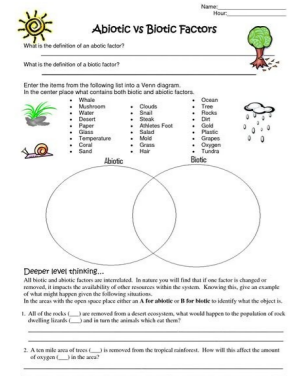 Name:
Hour:
Abiotic vs Biotic Factors
What is the definition of an abotic factor?
What is the definition of a biotic factor?
Enter the items from the following list into a Venn diagram.
In the center place what contains both biotic and abiotic factors.
• Whale
• Mushroom
• Water
• Desert
• Paper
• Glass
• Temperature
• Coral
• Sand
• Clouds
• Snail
• Steak
• Athletes Foot
• Salad
• Mold
• Grass
• Hair
• Ocean
• Tree
• Rocks
• Dirt
• Gold
• Plastic
• Grapes
• Oxygen
• Tundra
Abiotic
Biotic
Deeper level thinking...
All biotic and abiotic factors are interrelated. In nature you will find that if one factor is changed or
removed, it impacts the availability of other resources within the system. Knowing this, give an example
of what might happen given the following situations.
In the areas with the open space place either an A for abiotic or B for biotic to identify what the object is.
1. All of the rocks (___) are removed from a desert ecosystem, what would happen to the population of rock
dwelling lizards (___) and in turn the animals which eat them?
2. A ten mile area of trees (___) is removed from the tropical rainforest. How will this affect the amount
of oxygen (___) in the area?